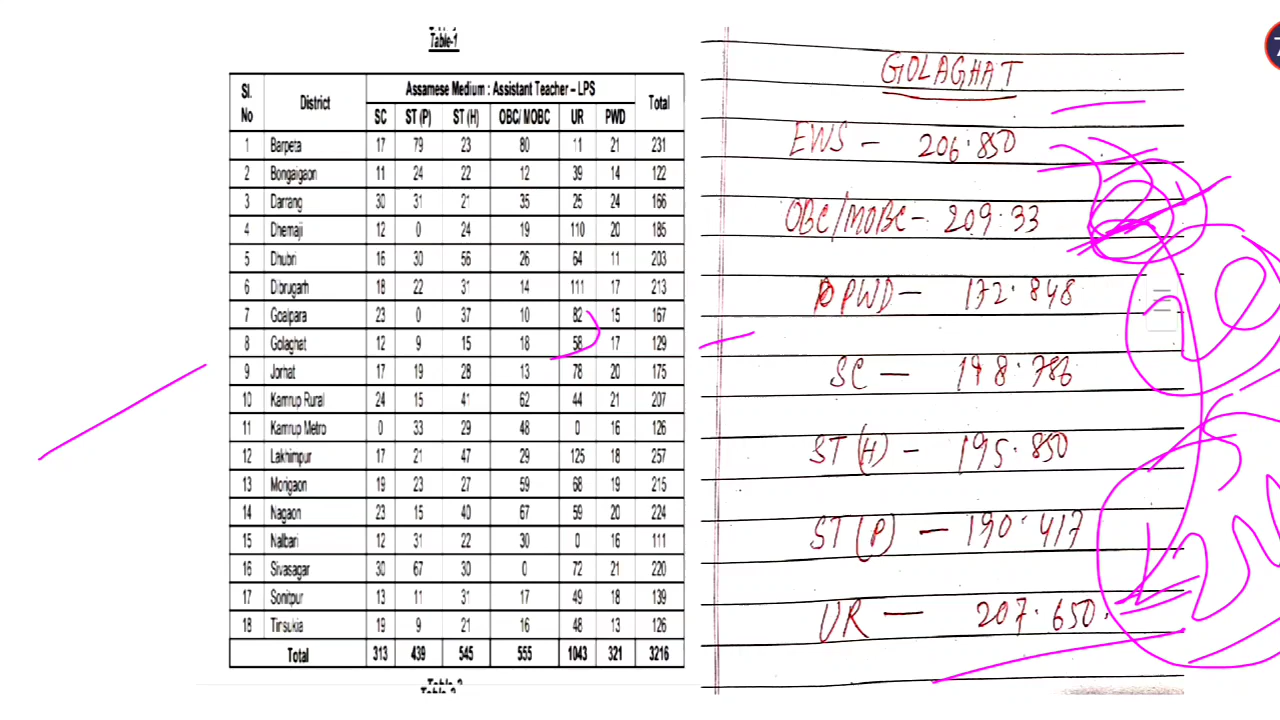 Table-1
Sl. No District Assamese Medium : Assistant Teacher – LPS Total
SC ST (P) ST (H) OBC/ MOBC UR PWD
1 Barpeta 17 79 23 80 11 21 231
2 Bongaigaon 11 24 22 12 39 14 122
3 Darrang 30 31 21 35 25 24 166
4 Dhemaji 12 0 24 19 110 20 185
5 Dhubri 16 30 56 26 64 11 203
6 Dibrugarh 18 22 31 14 111 17 213
7 Goalpara 23 0 37 10 82 15 167
8 Golaghat 12 9 15 18 58 17 129
9 Jorhat 17 19 28 13 78 20 175
10 Kamrup Rural 24 15 41 62 44 21 207
11 Kamrup Metro 0 33 29 48 0 16 126
12 Lakhimpur 17 21 47 29 125 18 257
13 Morigaon 19 23 27 59 68 19 215
14 Nagaon 23 15 40 67 59 20 224
15 Nalbari 12 31 22 30 0 16 111
16 Sivasagar 30 67 30 0 72 21 220
17 Sonitpur 13 11 31 17 49 18 139
18 Tinsukia 19 9 21 16 48 13 126
Total 313 439 545 555 1043 321 3216
GOLAGHAT
EWS – 206.850
OBC/MOBC – 209.33
PWD – 172.848
SC – 198.786
ST(H) – 195.850
ST(P) – 190.417
UR – 207.650.